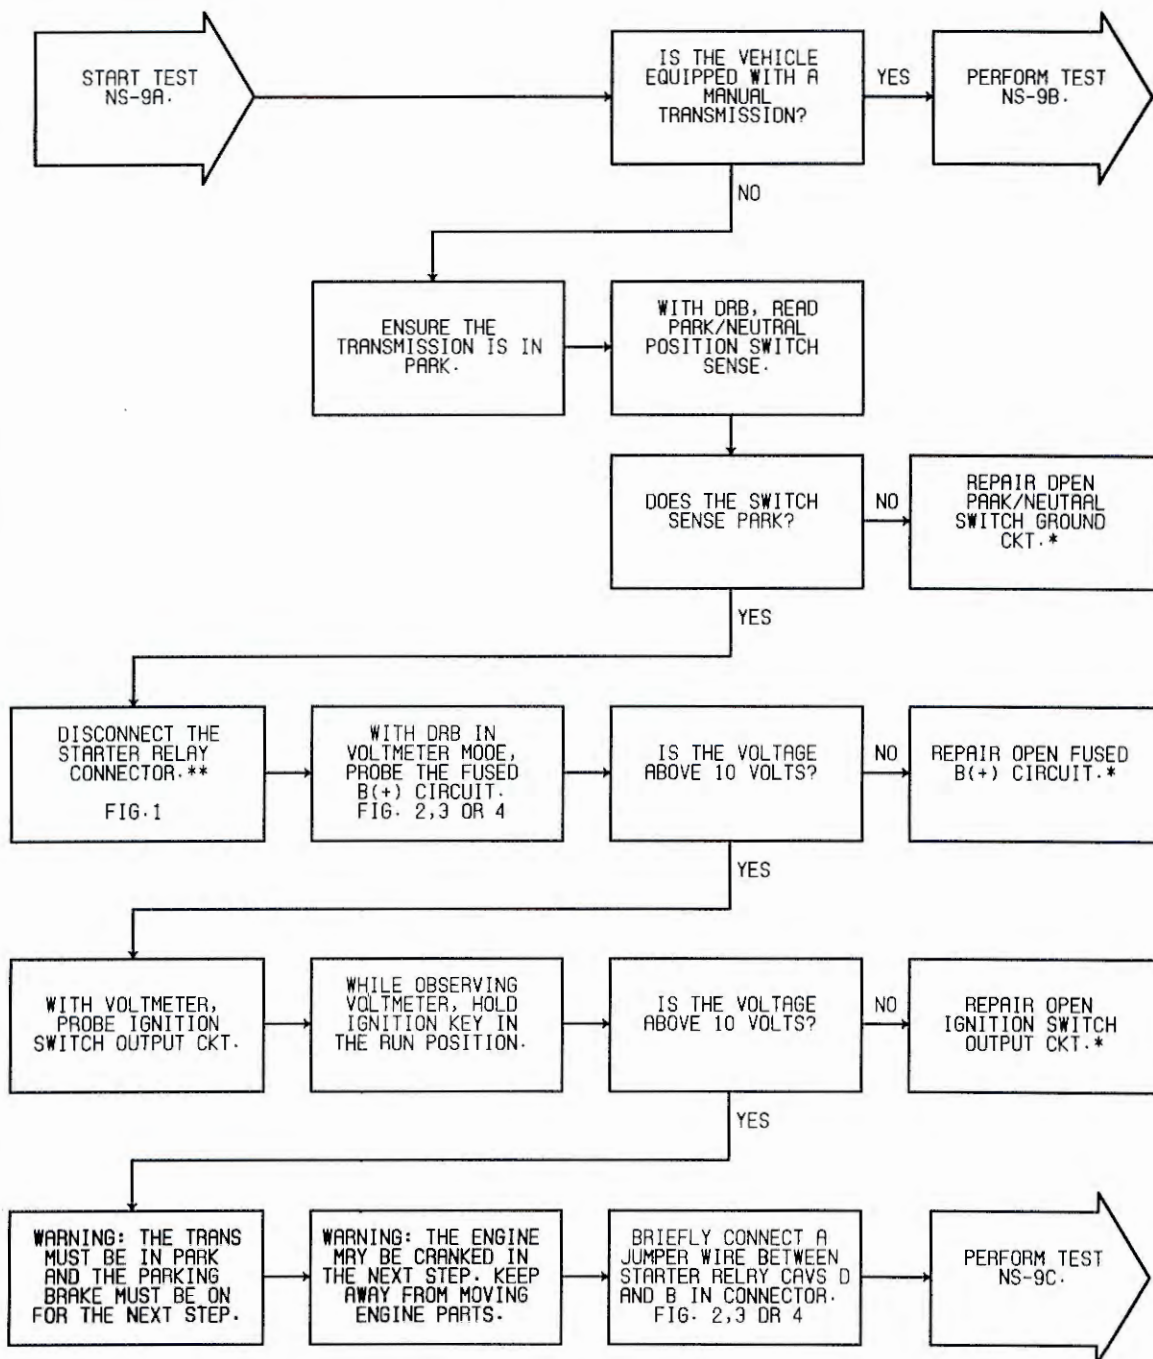 START TEST
NS-9A.
IS THE VEHICLE
EQUIPPED WITH A
MANUAL
TRANSMISSION?
YES
PERFORM TEST
NS-9B.
NO
ENSURE THE
TRANSMISSION IS IN
PARK.
WITH DRB, READ
PARK/NEUTRAL
POSITION SWITCH
SENSE.
DOES THE SWITCH
SENSE PARK?
NO
REPAIR OPEN
PARK/NEUTRAL
SWITCH GROUND
CKT.*
YES
DISCONNECT THE
STARTER RELAY
CONNECTOR.**
FIG.1
WITH DRB IN
VOLTMETER MODE,
PROBE THE FUSED
B(+) CIRCUIT.
FIG. 2,3 OR 4
IS THE VOLTAGE
ABOVE 10 VOLTS?
NO
REPAIR OPEN FUSED
B(+) CIRCUIT.*
YES
WITH VOLTMETER,
PROBE IGNITION
SWITCH OUTPUT CKT.
WHILE OBSERVING
VOLTMETER, HOLD
IGNITION KEY IN
THE RUN POSITION.
IS THE VOLTAGE
ABOVE 10 VOLTS?
NO
REPAIR OPEN
IGNITION SWITCH
OUTPUT CKT.*
YES
WARNING: THE TRANS
MUST BE IN PARK
AND THE PARKING
BRAKE MUST BE ON
FOR THE NEXT STEP.
WARNING: THE ENGINE
MAY BE CRANKED IN
THE NEXT STEP. KEEP
AWAY FROM MOVING
ENGINE PARTS.
BRIEFLY CONNECT A
JUMPER WIRE BETWEEN
STARTER RELAY CAVS D
AND B IN CONNECTOR.
FIG. 2,3 OR 4
PERFORM TEST
NS-9C.